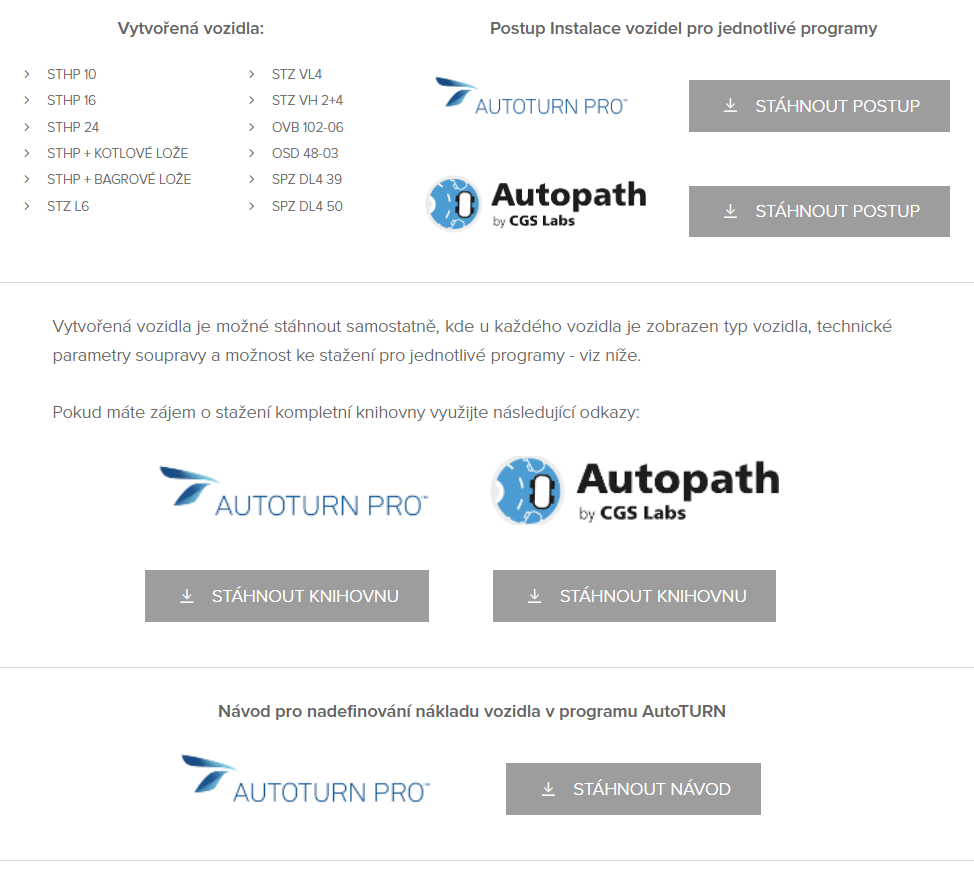 Vytvořená vozidla:
STHP 10
STHP 16
STHP 24
STHP + KOTLOVÉ LOŽE
STHP + BAGROVÉ LOŽE
STZ L6
STZ VL4
STZ VH 2+4
OVB 102-06
OSD 48-03
SPZ DL4 39
SPZ DL4 50
Postup Instalace vozidel pro jednotlivé programy
AUTOTURN PRO™
STÁHNOUT POSTUP
Autopath
by CGS Labs
STÁHNOUT POSTUP
Vytvořená vozidla je možné stáhnout samostatně, kde u každého vozidla je zobrazen typ vozidla, technické
parametry soupravy a možnost ke stažení pro jednotlivé programy - viz níže.
Pokud máte zájem o stažení kompletní knihovny využijte následující odkazy:
AUTOTURN PRO™
Autopath
by CGS Labs
STÁHNOUT KNIHOVNU
STÁHNOUT KNIHOVNU
Návod pro nadefinování nákladu vozidla v programu AutoTURN
AUTOTURN PRO™
STÁHNOUT NÁVOD